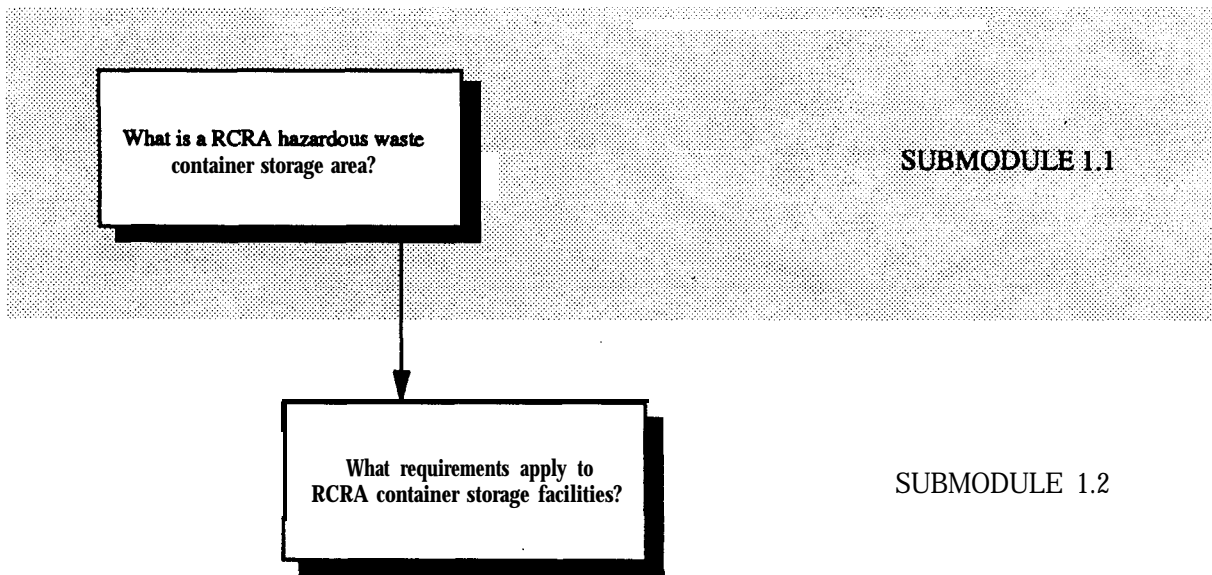 What is a RCRA hazardous waste
container storage area?
SUBMODULE 1.1
What requirements apply to
RCRA container storage facilities?
SUBMODULE 1.2